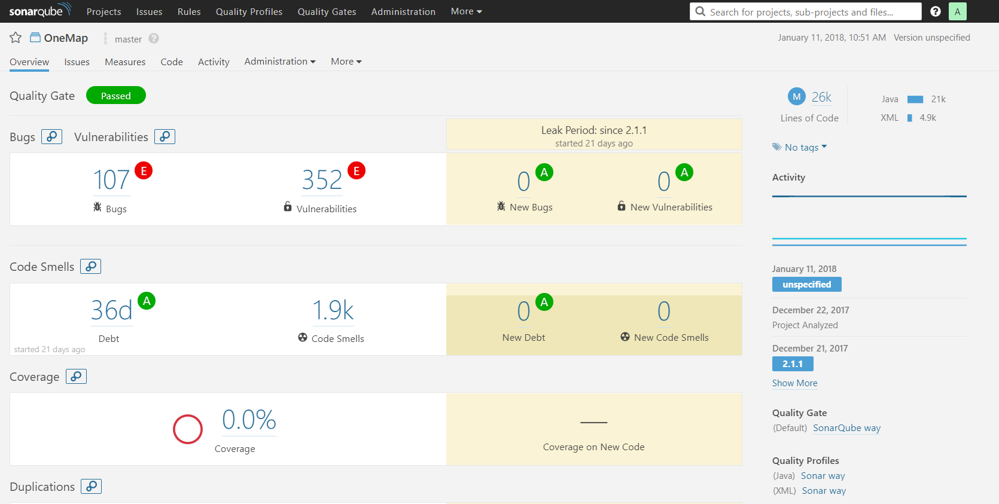 sonarqube Projects Issues Rules Quality Profiles Quality Gates Administration More Search for projects, sub-projects and files... ? A
OneMap master ? January 11, 2018, 10:51 AM Version unspecified
Overview Issues Measures Code Activity Administration More
Quality Gate Passed
M 26k
Lines of Code
Java 21k
XML 4.9k
No tags
Bugs Vulnerabilities
Leak Period: since 2.1.1
started 21 days ago
107 E
Bugs
352 E
Vulnerabilities
0 A
New Bugs
0 A
New Vulnerabilities
Code Smells
36d A
Debt
started 21 days ago
1.9k
Code Smells
0 A
New Debt
0
New Code Smells
Coverage
0.0%
Coverage
—
Coverage on New Code
Duplications
Activity
January 11, 2018
unspecified
December 22, 2017
Project Analyzed
December 21, 2017
2.1.1
Show More
Quality Gate
(Default) SonarQube way
Quality Profiles
(Java) Sonar way
(XML) Sonar way